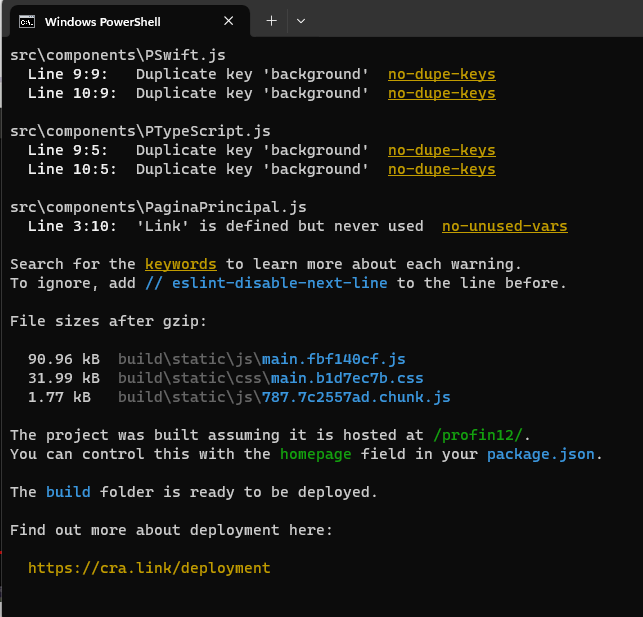 Windows PowerShell
src\components\PSwift.js
Line 9:9: Duplicate key 'background' no-dupe-keys
Line 10:9: Duplicate key 'background' no-dupe-keys
src\components\PTypeScript.js
Line 9:5: Duplicate key 'background' no-dupe-keys
Line 10:5: Duplicate key 'background' no-dupe-keys
src\components\PaginaPrincipal.js
Line 3:10: 'Link' is defined but never used no-unused-vars
Search for the keywords to learn more about each warning.
To ignore, add // eslint-disable-next-line to the line before.
File sizes after gzip:
90.96 kB build\static\js\main.fbf140cf.js
31.99 kB build\static\css\main.b1d7ec7b.css
1.77 kB build\static\js\787.7c2557ad.chunk.js
The project was built assuming it is hosted at /profin12/.
You can control this with the homepage field in your package.json.
The build folder is ready to be deployed.
Find out more about deployment here:
https://cra.link/deployment